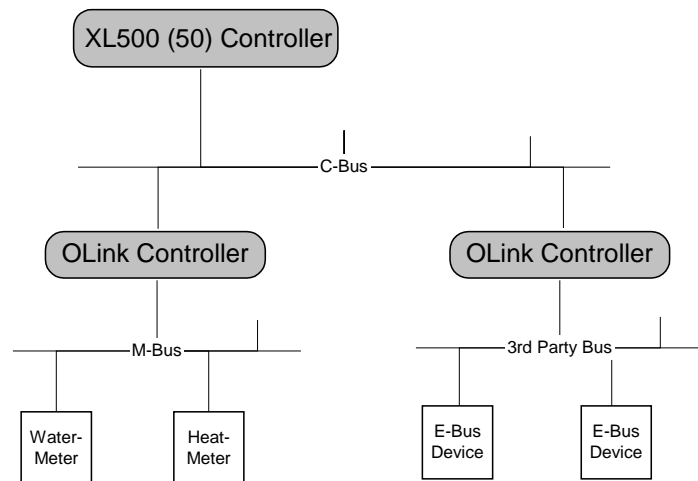 XL500 (50) Controller
C-Bus
OLink Controller
OLink Controller
M-Bus
3rd Party Bus
Water-
Meter
Heat-
Meter
E-Bus
Device
E-Bus
Device